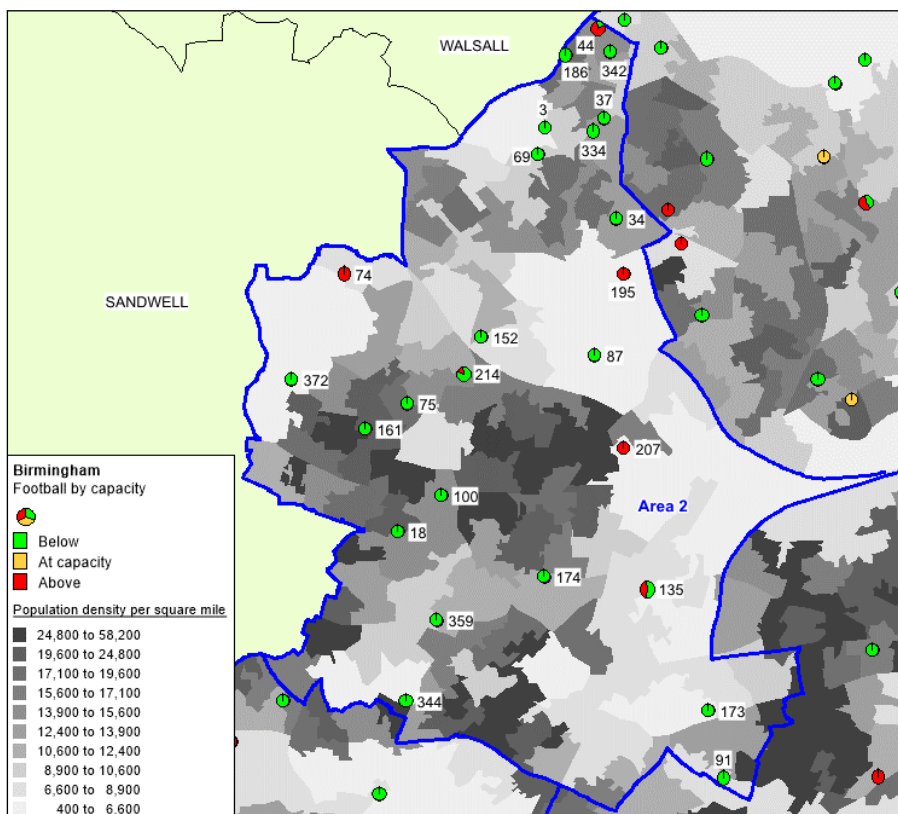 WALSALL
44
186
342
37
3
334
69
34
74
195
SANDWELL
152
87
214
372
75
161
207
100
Area 2
18
174
135
359
344
173
91
Birmingham
Football by capacity
Below
At capacity
Above
Population density per square mile
24,800 to 58,200
19,600 to 24,800
17,100 to 19,600
15,600 to 17,100
13,900 to 15,600
12,400 to 13,900
10,600 to 12,400
8,900 to 10,600
6,600 to 8,900
400 to 6,600